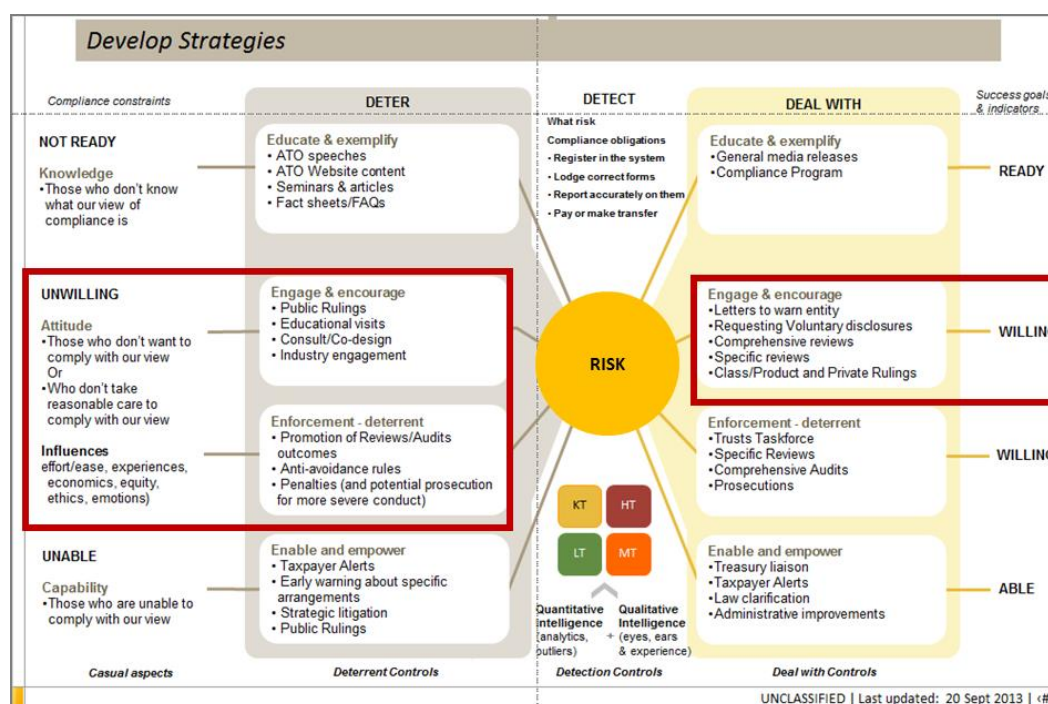 Develop Strategies
Compliance constraints
DETER
DETECT
DEAL WITH
Success goals
& indicators
NOT READY
Knowledge
•Those who don't know
what our view of
compliance is
Educate & exemplify
• ATO speeches
• ATO Website content
• Seminars & articles
• Fact sheets/FAQs
What risk
Compliance obligations
• Register in the system
• Lodge correct forms
• Report accurately on them
• Pay or make transfer
Educate & exemplify
•General media releases
•Compliance Program
READY
UNWILLING
Attitude
•Those who don't want to
comply with our view
Or
•Who don't take
reasonable care to
comply with our view
Influences
effort/ease, experiences,
economics, equity,
ethics, emotions)
Engage & encourage
• Public Rulings
• Educational visits
• Consult/Co-design
• Industry engagement
Enforcement - deterrent
• Promotion of Reviews/Audits
outcomes
• Anti-avoidance rules
• Penalties (and potential prosecution
for more severe conduct)
RISK
Engage & encourage
•Letters to warn entity
•Requesting Voluntary disclosures
•Comprehensive reviews
•Specific reviews
•Class/Product and Private Rulings
WILLING
Enforcement - deterrent
•Trusts Taskforce
•Specific Reviews
•Comprehensive Audits
•Prosecutions
WILLING
UNABLE
Capability
•Those who are unable to
comply with our view
Enable and empower
• Taxpayer Alerts
• Early warning about specific
arrangements
• Strategic litigation
• Public Rulings
KT HT
LT MT
Quantitative
Intelligence
(analytics,
outliers)
+
Qualitative
Intelligence
(eyes, ears
& experience)
Enable and empower
•Treasury liaison
•Taxpayer Alerts
•Law clarification
•Administrative improvements
ABLE
Casual aspects
Deterrent Controls
Detection Controls
Deal with Controls
UNCLASSIFIED | Last updated: 20 Sept 2013 | ‹#